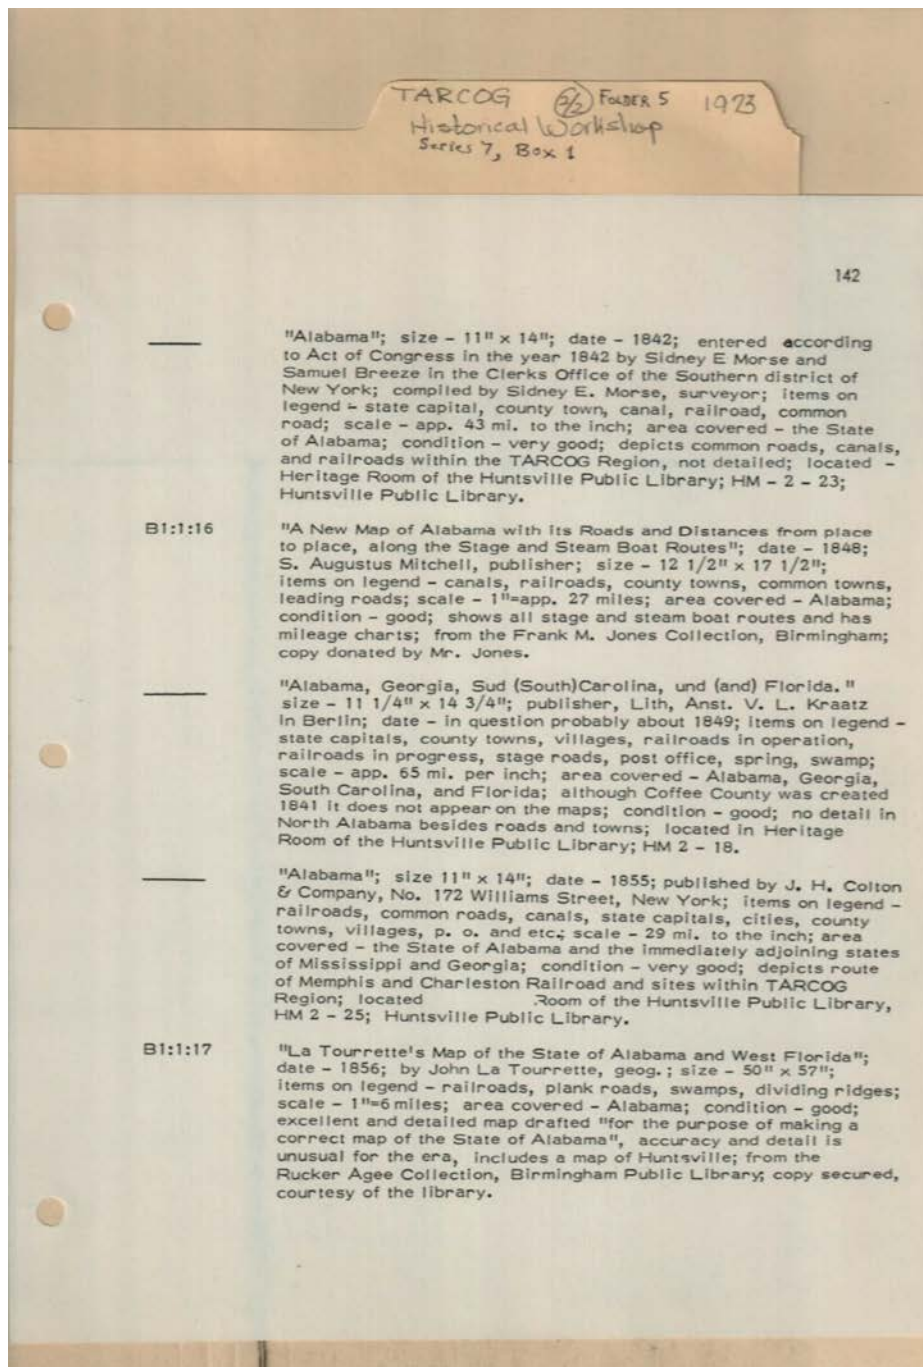 TARCOG 2/2 FOLDER 5 1973
Historical Workshop
Series 7, Box 1
142
"Alabama"; size - 11" x 14"; date - 1842; entered according
to Act of Congress in the year 1842 by Sidney E Morse and
Samuel Breeze in the Clerks Office of the Southern district of
New York; compiled by Sidney E. Morse, surveyor; items on
legend - state capital, county town, canal, railroad, common
road; scale - app. 43 mi. to the inch; area covered - the State
of Alabama; condition - very good; depicts common roads, canals,
and railroads within the TARCOG Region, not detailed; located -
Heritage Room of the Huntsville Public Library; HM - 2 - 23;
Huntsville Public Library.
B1:1:16 "A New Map of Alabama with its Roads and Distances from place
to place, along the Stage and Steam Boat Routes"; date - 1848;
S. Augustus Mitchell, publisher; size - 12 1/2" x 17 1/2";
items on legend - canals, railroads, county towns, common towns,
leading roads; scale - 1"=app. 27 miles; area covered - Alabama;
condition - good; shows all stage and steam boat routes and has
mileage charts; from the Frank M. Jones Collection, Birmingham;
copy donated by Mr. Jones.
"Alabama, Georgia, Sud (South)Carolina, und (and) Florida."
size - 11 1/4" x 14 3/4"; publisher, Lith, Anst. V. L. Kraatz
in Berlin; date - in question probably about 1849; items on legend -
state capitals, county towns, villages, railroads in operation,
railroads in progress, stage roads, post office, spring, swamp;
scale - app. 65 mi. per inch; area covered - Alabama, Georgia,
South Carolina, and Florida; although Coffee County was created
1841 it does not appear on the maps; condition - good; no detail in
North Alabama besides roads and towns; located in Heritage
Room of the Huntsville Public Library; HM 2 - 18.
"Alabama"; size 11" x 14"; date - 1855; published by J. H. Colton
& Company, No. 172 Williams Street, New York; items on legend -
railroads, common roads, canals, state capitals, cities, county
towns, villages, p. o. and etc.; scale - 29 mi. to the inch; area
covered - the State of Alabama and the immediately adjoining states
of Mississippi and Georgia; condition - very good; depicts route
of Memphis and Charleston Railroad and sites within TARCOG
Region; located Room of the Huntsville Public Library,
HM 2 - 25; Huntsville Public Library.
B1:1:17 "La Tourrette's Map of the State of Alabama and West Florida";
date - 1856; by John La Tourrette, geog.; size - 50" x 57";
items on legend - railroads, plank roads, swamps, dividing ridges;
scale - 1"=6 miles; area covered - Alabama; condition - good;
excellent and detailed map drafted "for the purpose of making a
correct map of the State of Alabama", accuracy and detail is
unusual for the era, includes a map of Huntsville; from the
Rucker Agee Collection, Birmingham Public Library; copy secured,
courtesy of the library.